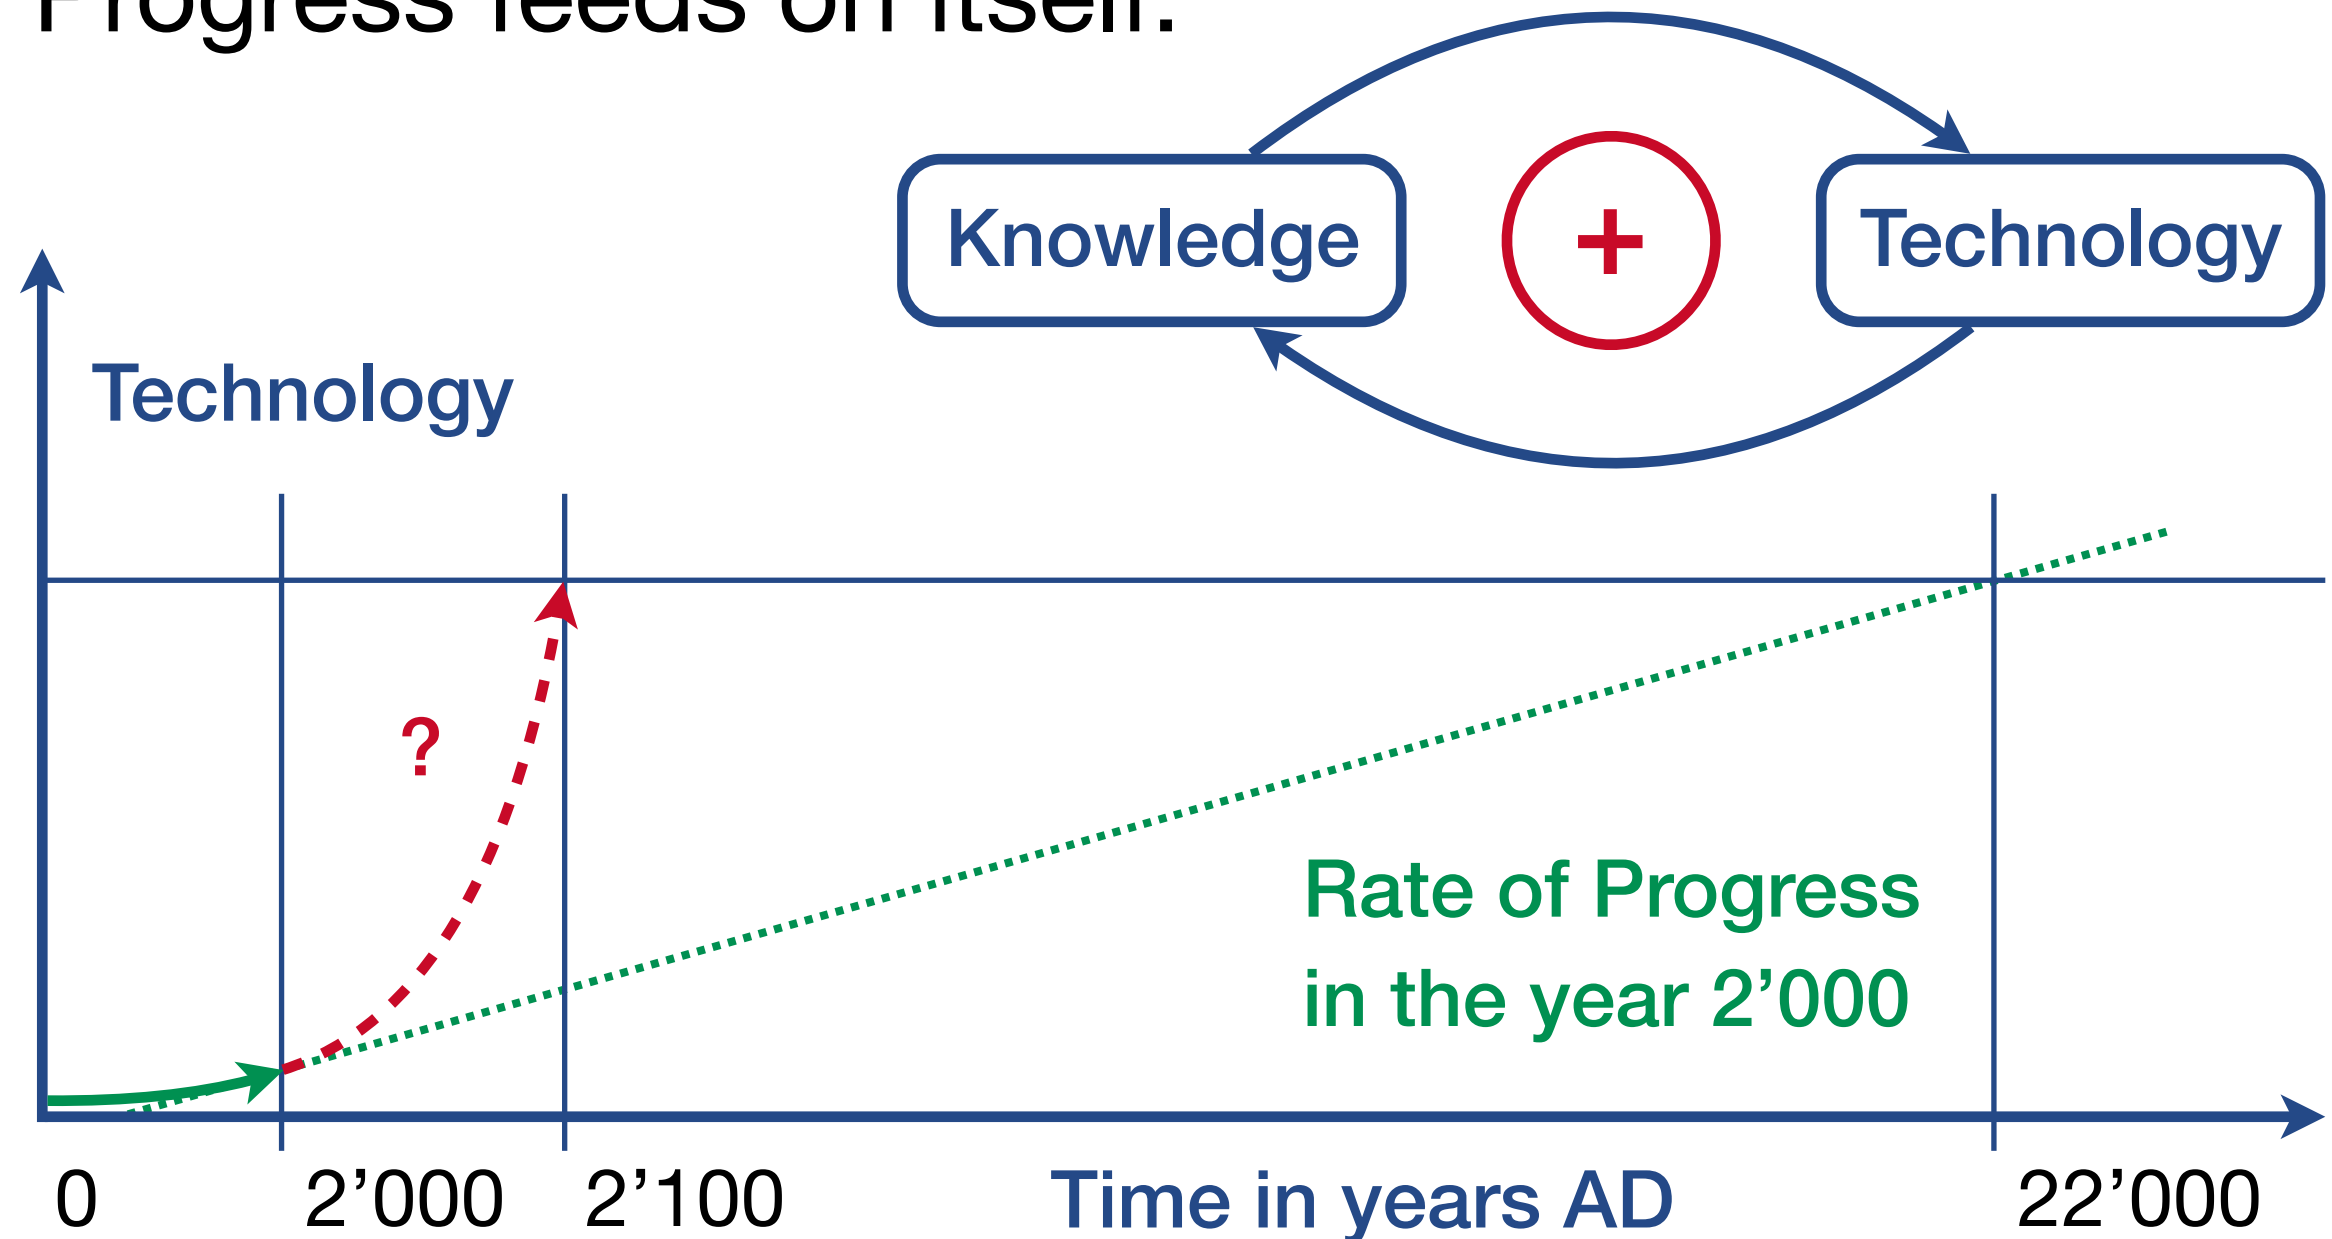 Progress feeds on itself.
Knowledge
+
Technology
Technology
?
Rate of Progress
in the year 2’000
0
2’000
2’100
Time in years AD
22’000